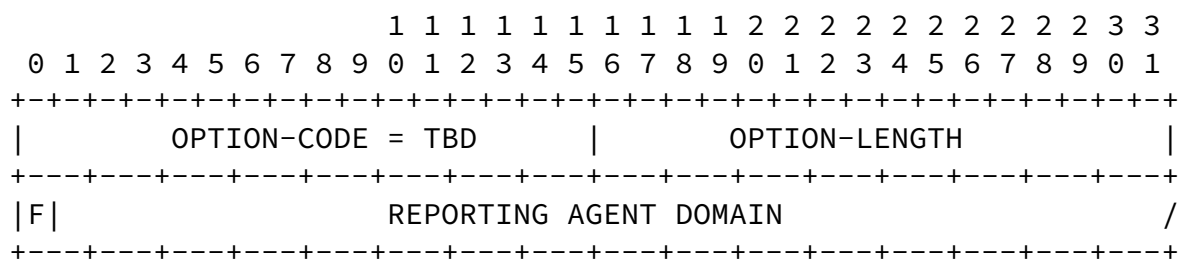 1 1 1 1 1 1 1 1 1 1 2 2 2 2 2 2 2 2 2 2 3 3
 0 1 2 3 4 5 6 7 8 9 0 1 2 3 4 5 6 7 8 9 0 1 2 3 4 5 6 7 8 9 0 1
+-+-+-+-+-+-+-+-+-+-+-+-+-+-+-+-+-+-+-+-+-+-+-+-+-+-+-+-+-+-+-+-+
|        OPTION-CODE = TBD      |       OPTION-LENGTH           |
+---+---+---+---+---+---+---+---+---+---+---+---+---+---+---+---+
|F|                  REPORTING AGENT DOMAIN                     /
+---+---+---+---+---+---+---+---+---+---+---+---+---+---+---+---+